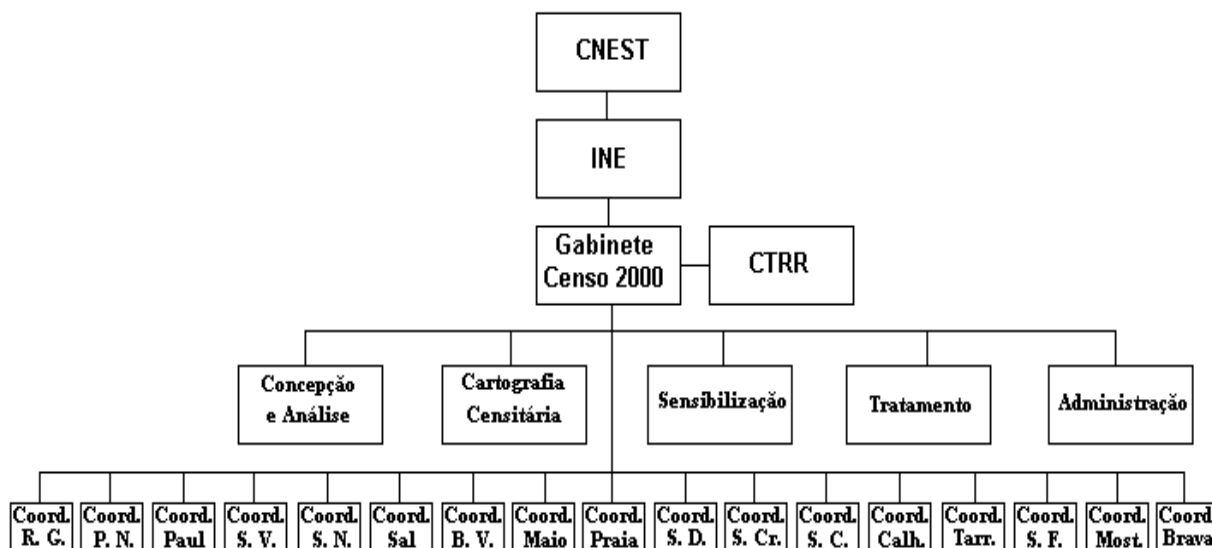 CNEST
INE
Gabinete
Censo 2000
CTRR
Concepção
e Análise
Cartografia
Censitária
Sensibilização
Tratamento
Administração
Coord.
R. G.
Coord.
P. N.
Coord.
Paul
Coord.
S. V.
Coord.
S. N.
Coord.
Sal
Coord.
B. V.
Coord.
Maio
Coord.
Praia
Coord.
S. D.
Coord.
S. Cr.
Coord.
S. C.
Coord.
Calh.
Coord.
Tarr.
Coord.
S. F.
Coord.
Most.
Coord
Brava